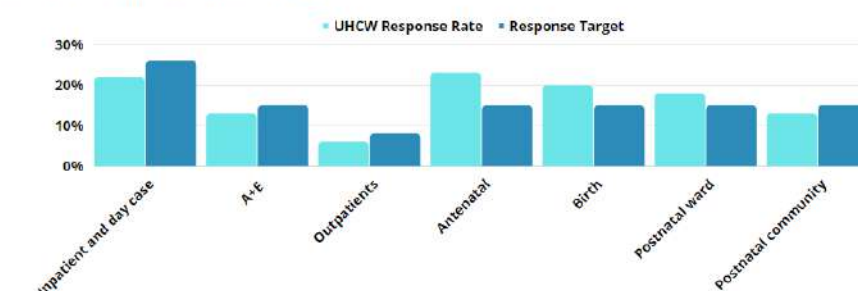 UHCW Response Rate Response Target
30%
20%
10%
0%
Inpatient and day case
A+E
Outpatients
Antenatal
Birth
Postnatal ward
Postnatal community